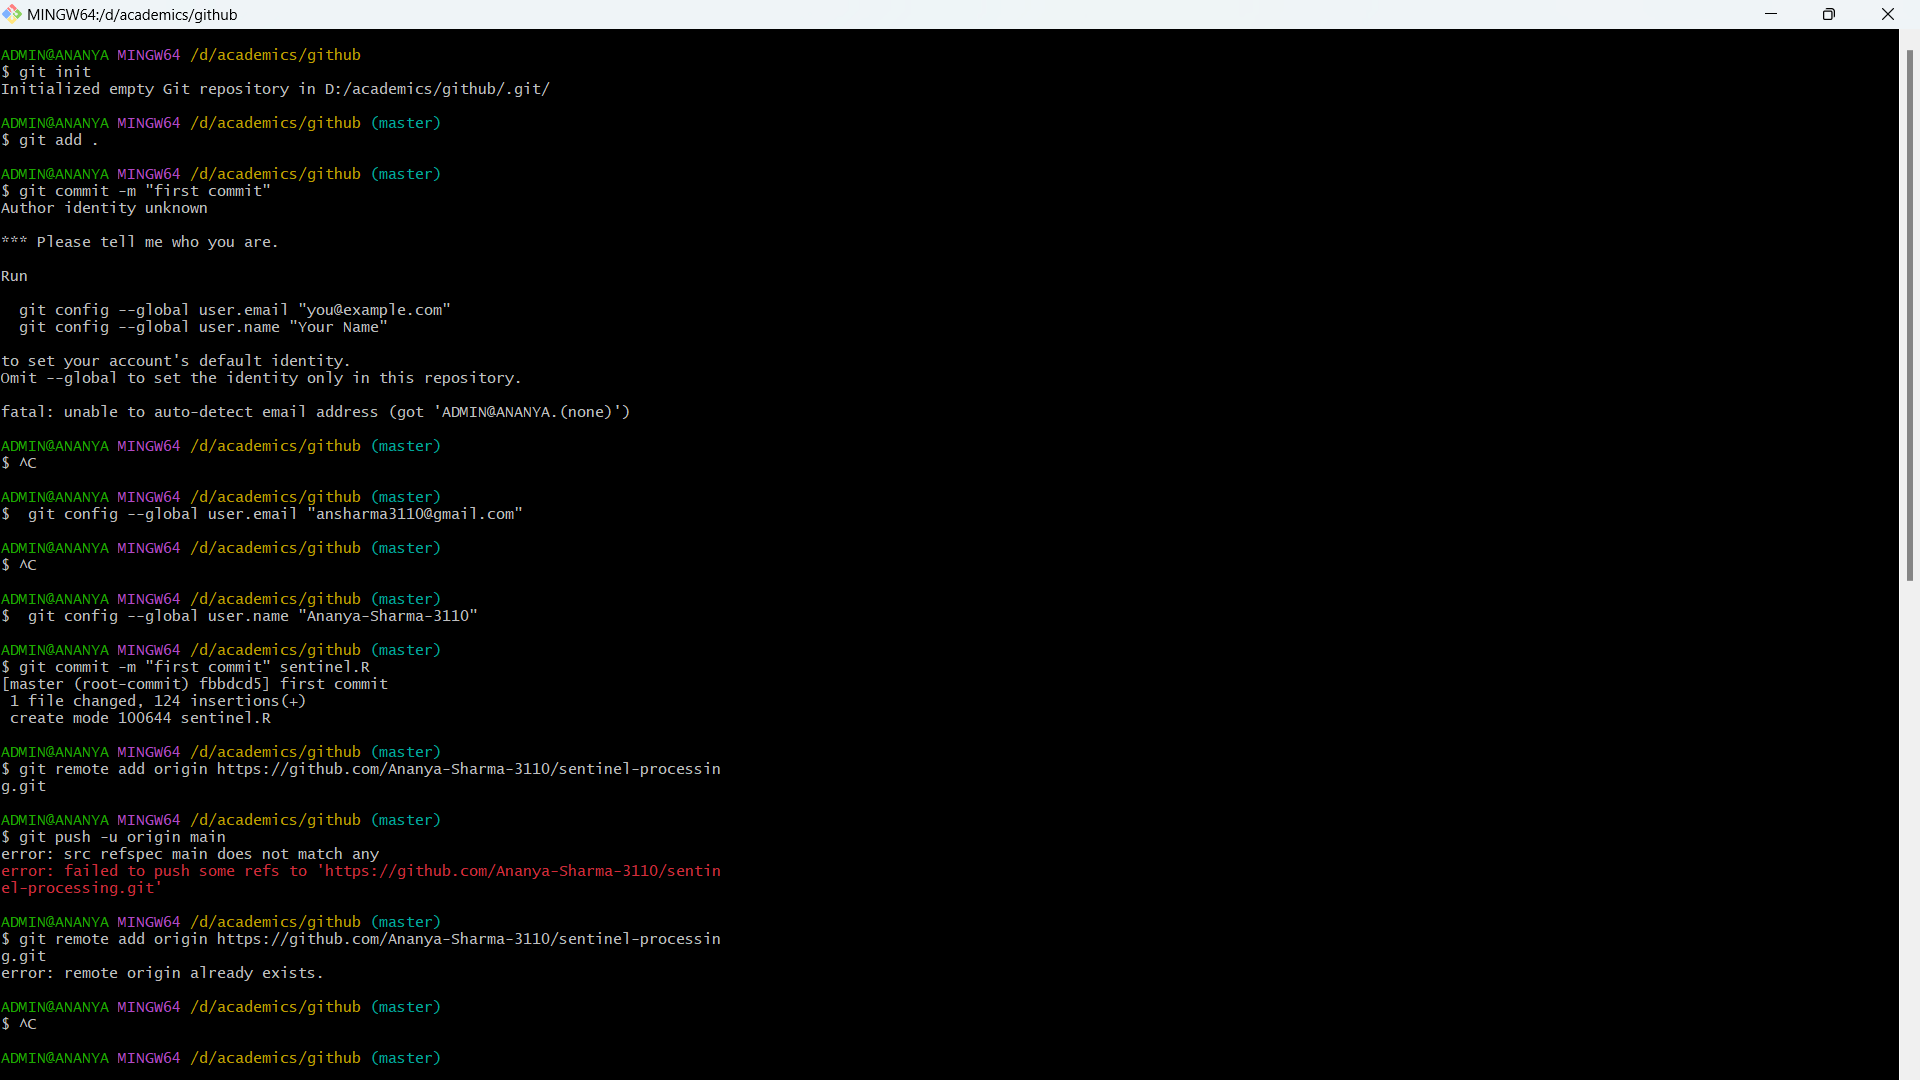 MINGW64:/d/academics/github
ADMIN@ANANYA MINGW64 /d/academics/github
$ git init
Initialized empty Git repository in D:/academics/github/.git/
ADMIN@ANANYA MINGW64 /d/academics/github (master)
$ git add .
ADMIN@ANANYA MINGW64 /d/academics/github (master)
$ git commit -m "first commit"
Author identity unknown
*** Please tell me who you are.
Run
  git config --global user.email "you@example.com"
  git config --global user.name "Your Name"
to set your account's default identity.
Omit --global to set the identity only in this repository.
fatal: unable to auto-detect email address (got 'ADMIN@ANANYA.(none)')
ADMIN@ANANYA MINGW64 /d/academics/github (master)
$ ^C
ADMIN@ANANYA MINGW64 /d/academics/github (master)
$  git config --global user.email "ansharma3110@gmail.com"
ADMIN@ANANYA MINGW64 /d/academics/github (master)
$ ^C
ADMIN@ANANYA MINGW64 /d/academics/github (master)
$  git config --global user.name "Ananya-Sharma-3110"
ADMIN@ANANYA MINGW64 /d/academics/github (master)
$ git commit -m "first commit" sentinel.R
[master (root-commit) fbbdcd5] first commit
 1 file changed, 124 insertions(+)
 create mode 100644 sentinel.R
ADMIN@ANANYA MINGW64 /d/academics/github (master)
$ git remote add origin https://github.com/Ananya-Sharma-3110/sentinel-processin
g.git
ADMIN@ANANYA MINGW64 /d/academics/github (master)
$ git push -u origin main
error: src refspec main does not match any
error: failed to push some refs to 'https://github.com/Ananya-Sharma-3110/sentin
el-processing.git'
ADMIN@ANANYA MINGW64 /d/academics/github (master)
$ git remote add origin https://github.com/Ananya-Sharma-3110/sentinel-processin
g.git
error: remote origin already exists.
ADMIN@ANANYA MINGW64 /d/academics/github (master)
$ ^C
ADMIN@ANANYA MINGW64 /d/academics/github (master)